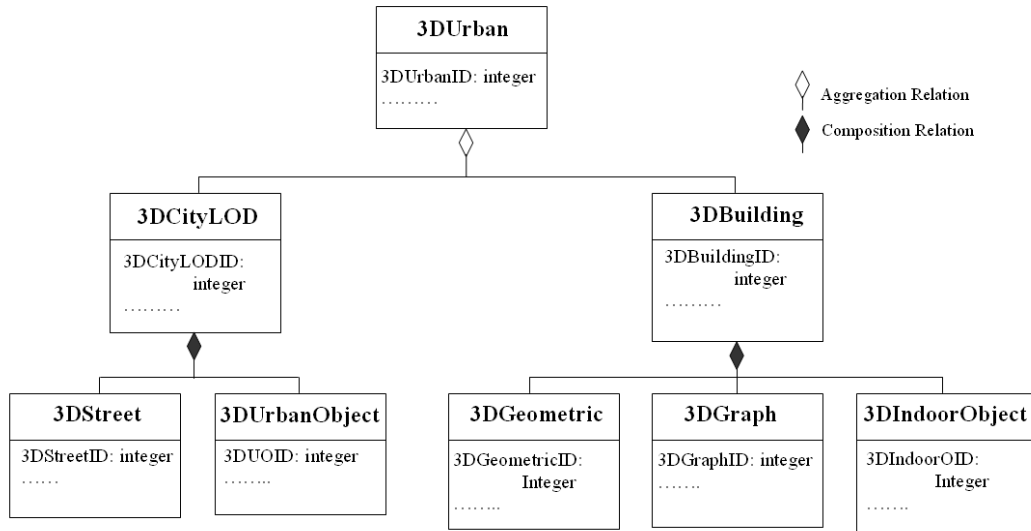 3DUrban
3DUrbanID: integer
………
Aggregation Relation
Composition Relation
3DCityLOD
3DCityLODID:
integer
………
3DBuilding
3DBuildingID:
integer
………
3DStreet
3DStreetID: integer
……
3DUrbanObject
3DUOID: integer
……..
3DGeometric
3DGeometricID:
Integer
……..
3DGraph
3DGraphID: integer
…….
3DIndoorObject
3DIndoorOID:
Integer
…….